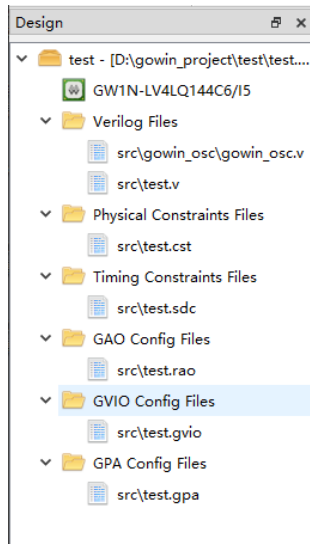 Design
test - [D:\gowin_project\test\test....
GW1N-LV4LQ144C6/I5
Verilog Files
src\gowin_osc\gowin_osc.v
src\test.v
Physical Constraints Files
src\test.cst
Timing Constraints Files
src\test.sdc
GAO Config Files
src\test.rao
GVIO Config Files
src\test.gvio
GPA Config Files
src\test.gpa